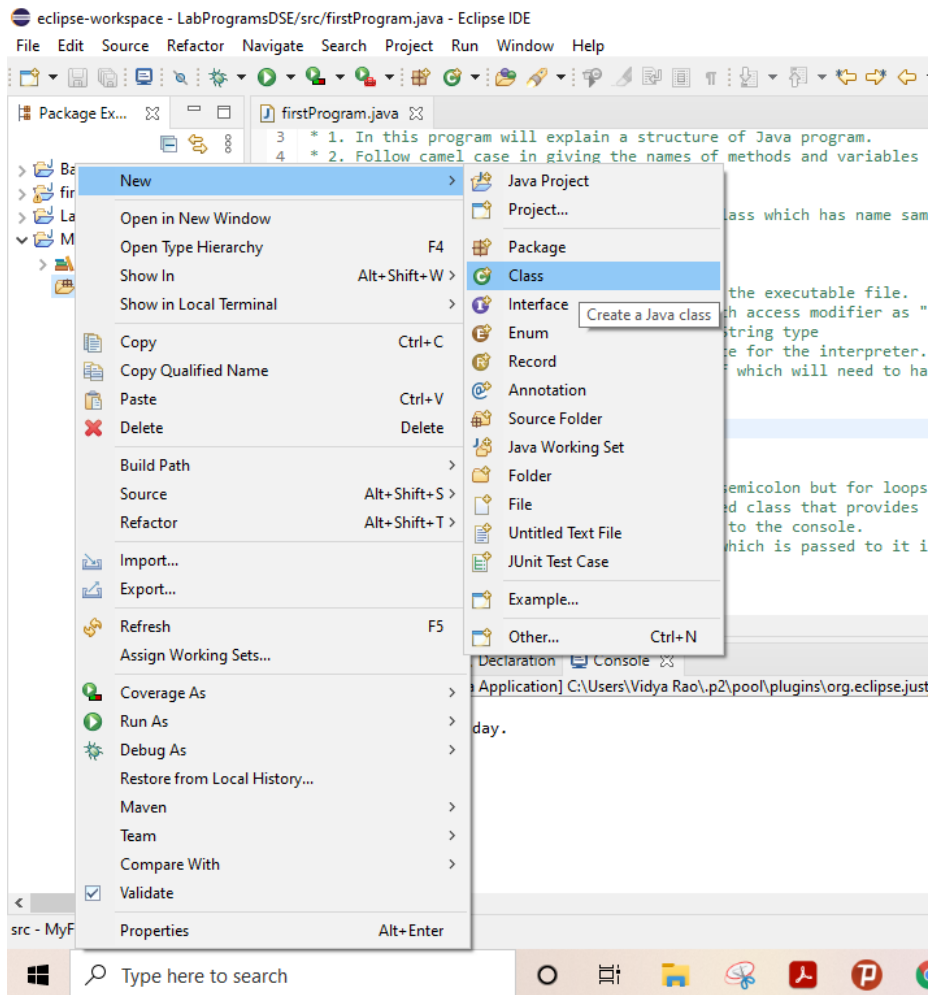 eclipse-workspace - LabProgramsDSE/src/firstProgram.java - Eclipse IDE
File Edit Source Refactor Navigate Search Project Run Window Help
Package Ex...
firstProgram.java
3 * 1. In this program will explain a structure of Java program.
4 * 2. Follow camel case in giving the names of methods and variables
Ba
fir
La
M
New
Open in New Window
Open Type Hierarchy F4
Show In Alt+Shift+W >
Show in Local Terminal
Copy Ctrl+C
Copy Qualified Name
Paste Ctrl+V
Delete Delete
Build Path
Source Alt+Shift+S >
Refactor Alt+Shift+T >
Import...
Export...
Refresh F5
Assign Working Sets...
Coverage As
Run As
Debug As
Restore from Local History...
Maven
Team
Compare With
Validate
Properties Alt+Enter
Java Project
Project...
Package
Class
Interface
Enum
Record
Annotation
Source Folder
Java Working Set
Folder
File
Untitled Text File
JUnit Test Case
Example...
Other... Ctrl+N
Create a Java class
lass which has name sam
the executable file.
h access modifier as "
tring type
e for the interpreter.
which will need to ha
emicolon but for loops
d class that provides
to the console.
hich is passed to it i
Declaration Console
Application] C:\Users\Vidya Rao\.p2\pool\plugins\org.eclipse.just
day.
src - MyF
Type here to search